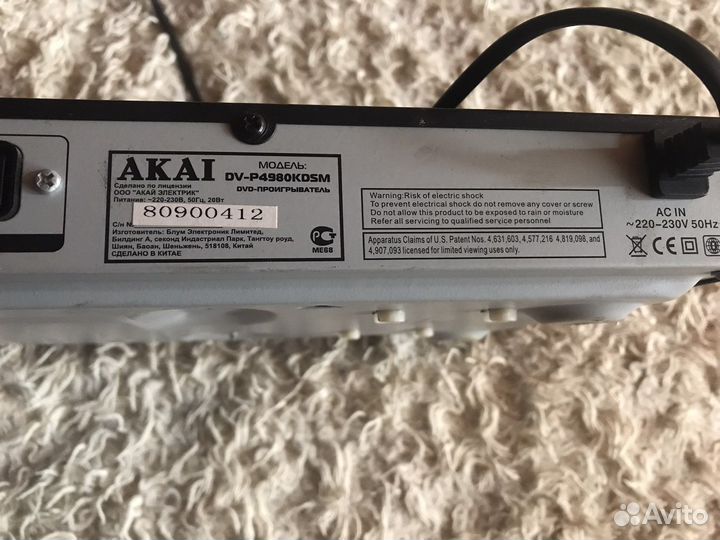 AKAI
МОДЕЛЬ:
DV-P4980KDSM
DVD-ПРОИГРЫВАТЕЛЬ
Сделано по лицензии
ООО "АКАЙ ЭЛЕКТРИК"
Питание: ~220-230В, 50Гц, 20Вт
С/н №
80900412
Изготовитель: Блум Электроник Лимитед,
Билдинг А, секонд Индастриал Парк, Тангтоу роуд,
Шиян, Баоан, Шеньжень, 518108, Китай
СДЕЛАНО В КИТАЕ
МЕ68
Warning:Risk of electric shock
To prevent electrical shock do not remove any cover or screw
Do not allow this product to be exposed to rain or moisture
Refer all servicing to qualified service personnel
Apparatus Claims of U.S. Patent Nos. 4,631,603, 4,577,216 4,819,098, and
4,907,093 licensed for limited viewing uses only.
AC IN
~220-230V 50Hz
CE
Avito